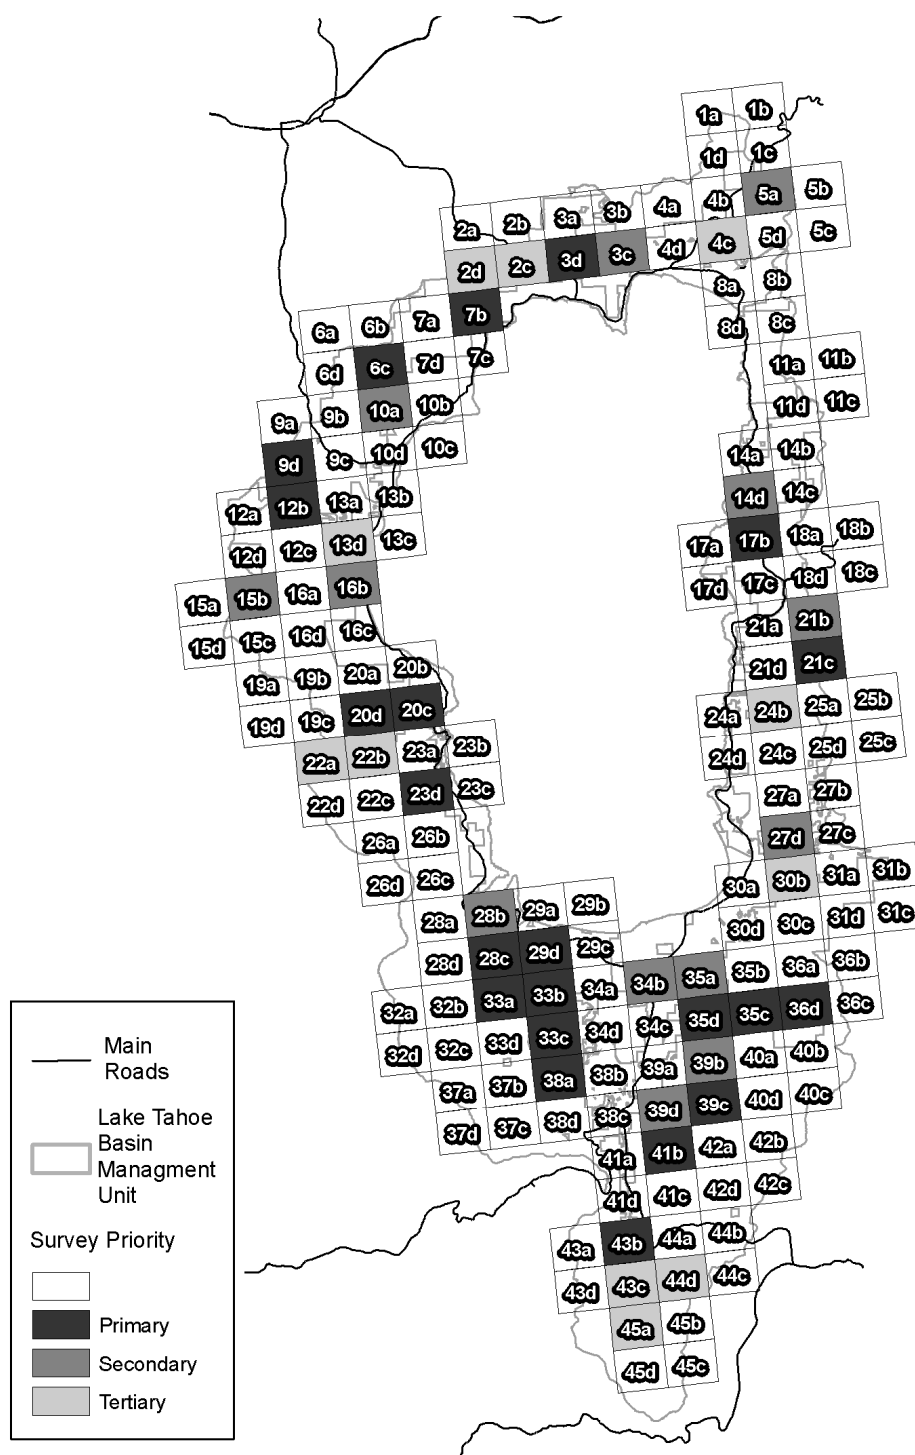 1a 1b
1d 1c
4b 5a 5b
2a 2b 3a 3b 4a
2d 2c 3d 3c 4d 4c 5d 5c
8a 8b
6a 6b 7a 7b
8d 8c
6d 6c 7d 7c
11a 11b
9a 9b 10a 10b
11d 11c
9d 9c 10d 10c
14a 14b
12a 12b 13a 13b
14d 14c
12d 12c 13d 13c
17a 17b 18a 18b
15a 15b 16a 16b
17d 17c 18d 18c
15d 15c 16d 16c
21a 21b
19a 19b 20a 20b
21d 21c
19d 19c 20d 20c
24a 24b 25a 25b
22a 22b 23a 23b
24d 24c 25d 25c
22d 22c 23d 23c
27a 27b
26a 26b
27d 27c
26d 26c
30a 30b 31a 31b
28a 28b 29a 29b
30d 30c 31d 31c
28d 28c 29d 29c
34b 35a 35b 36a 36b
32a 32b 33a 33b 34a
34c 35d 35c 36d 36c
32d 32c 33d 33c 34d
39a 39b 40a 40b
37a 37b 38a 38b
39d 39c 40d 40c
37d 37c 38d 38c
41a 41b 42a 42b
41d 41c 42d 42c
43a 43b 44a 44b
43d 43c 44d 44c
45a 45b
45d 45c
Main
Roads
Lake Tahoe
Basin
Managment
Unit
Survey Priority
Primary
Secondary
Tertiary